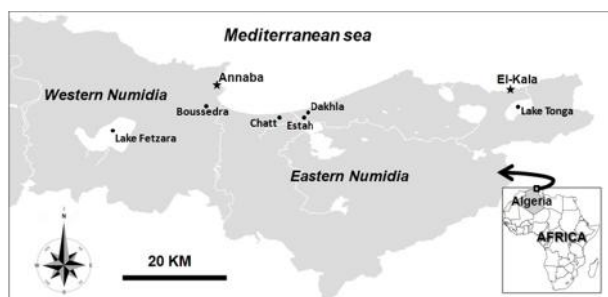 Mediterranean sea
Annaba
El-Kala
Western Numidia
Boussedra
Dakhla
Lake Tonga
Chatt
Estah
Lake Fetzara
Eastern Numidia
Algeria
AFRICA
N
20 KM